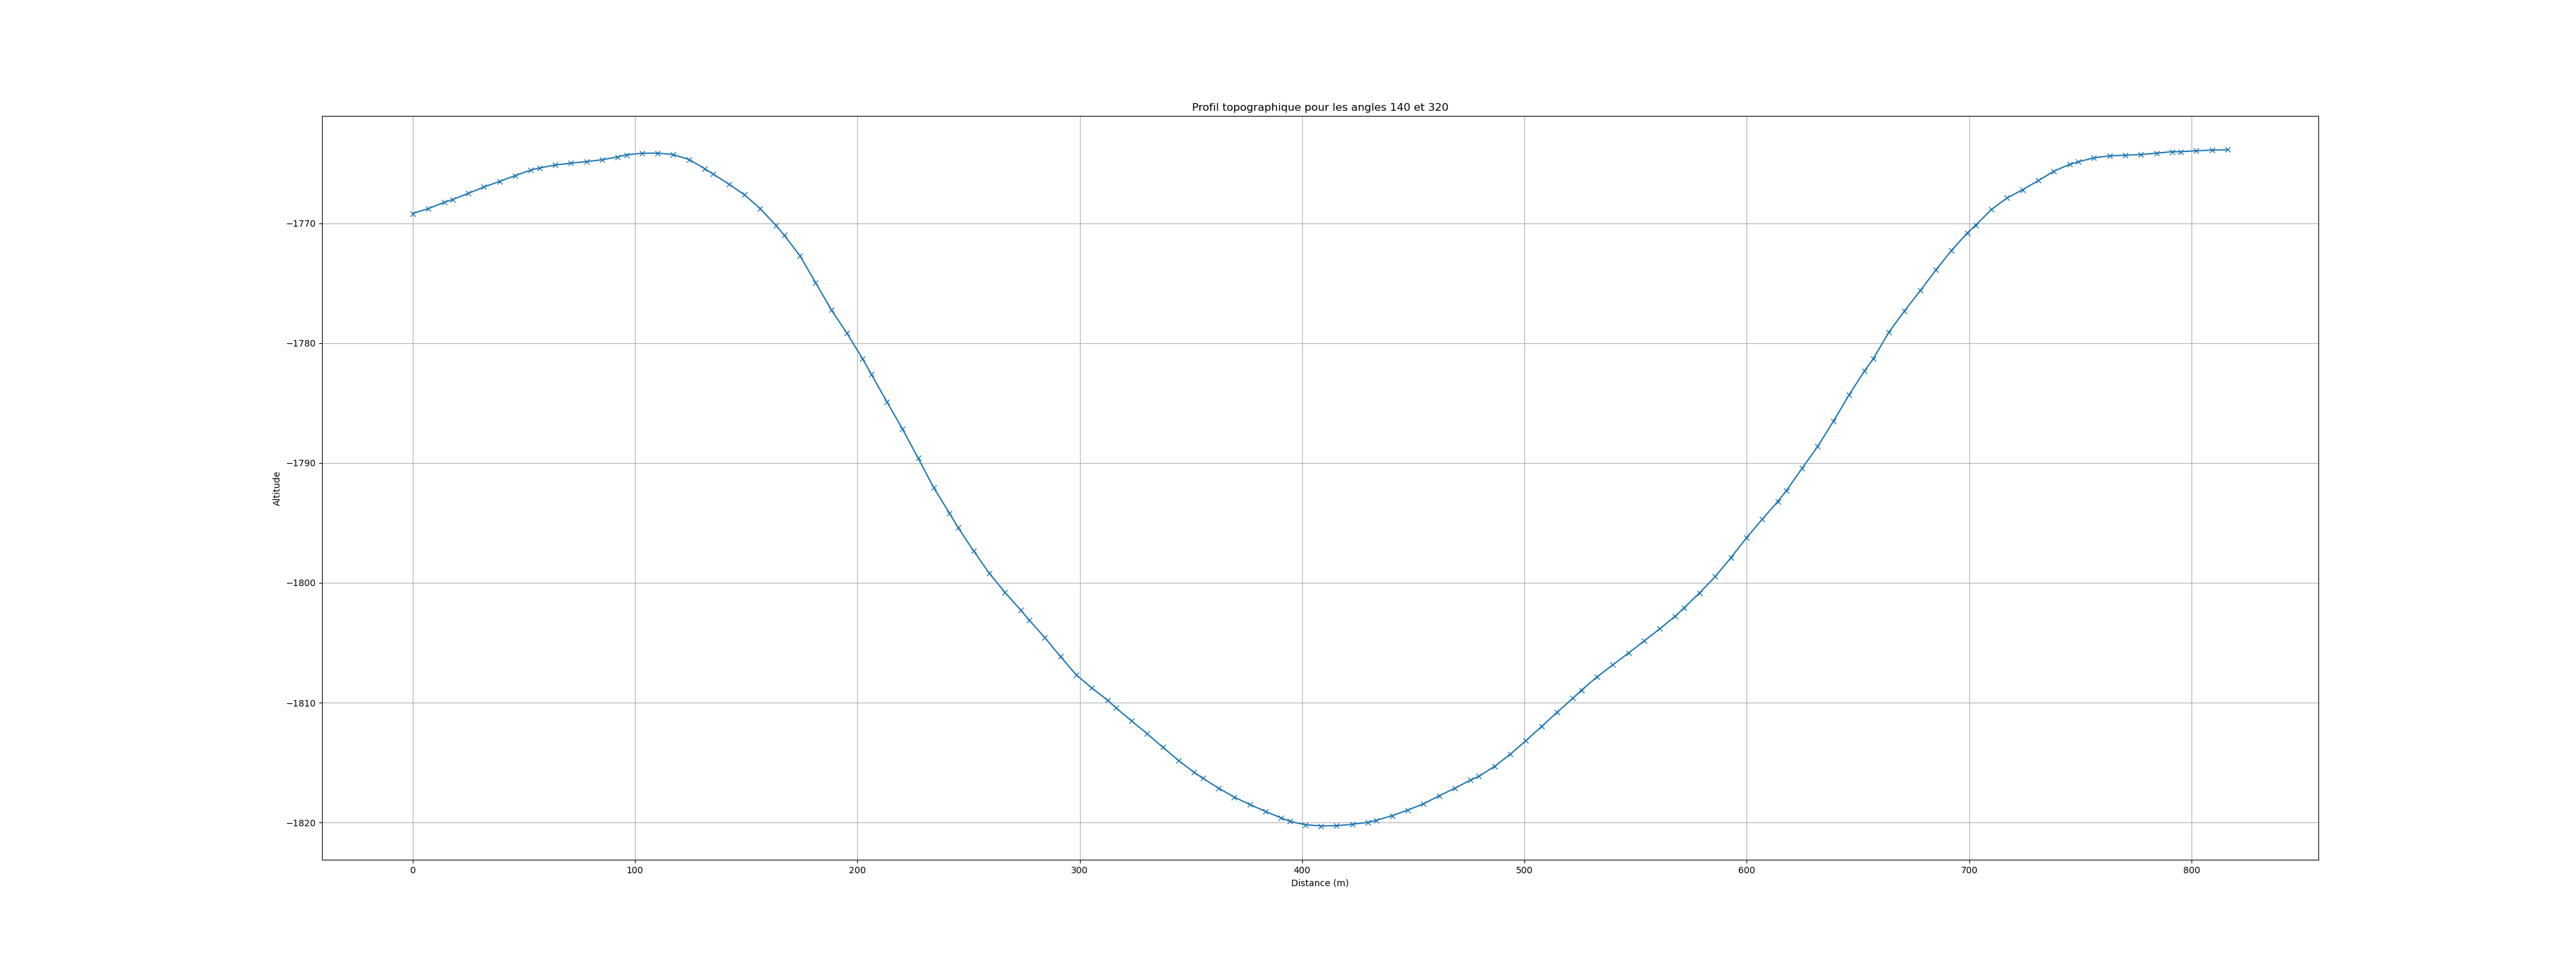 Profil topographique pour les angles 140 et 320
−1770
−1780
−1790
−1800
−1810
−1820
Altitude
0 100 200 300 400 500 600 700 800
Distance (m)